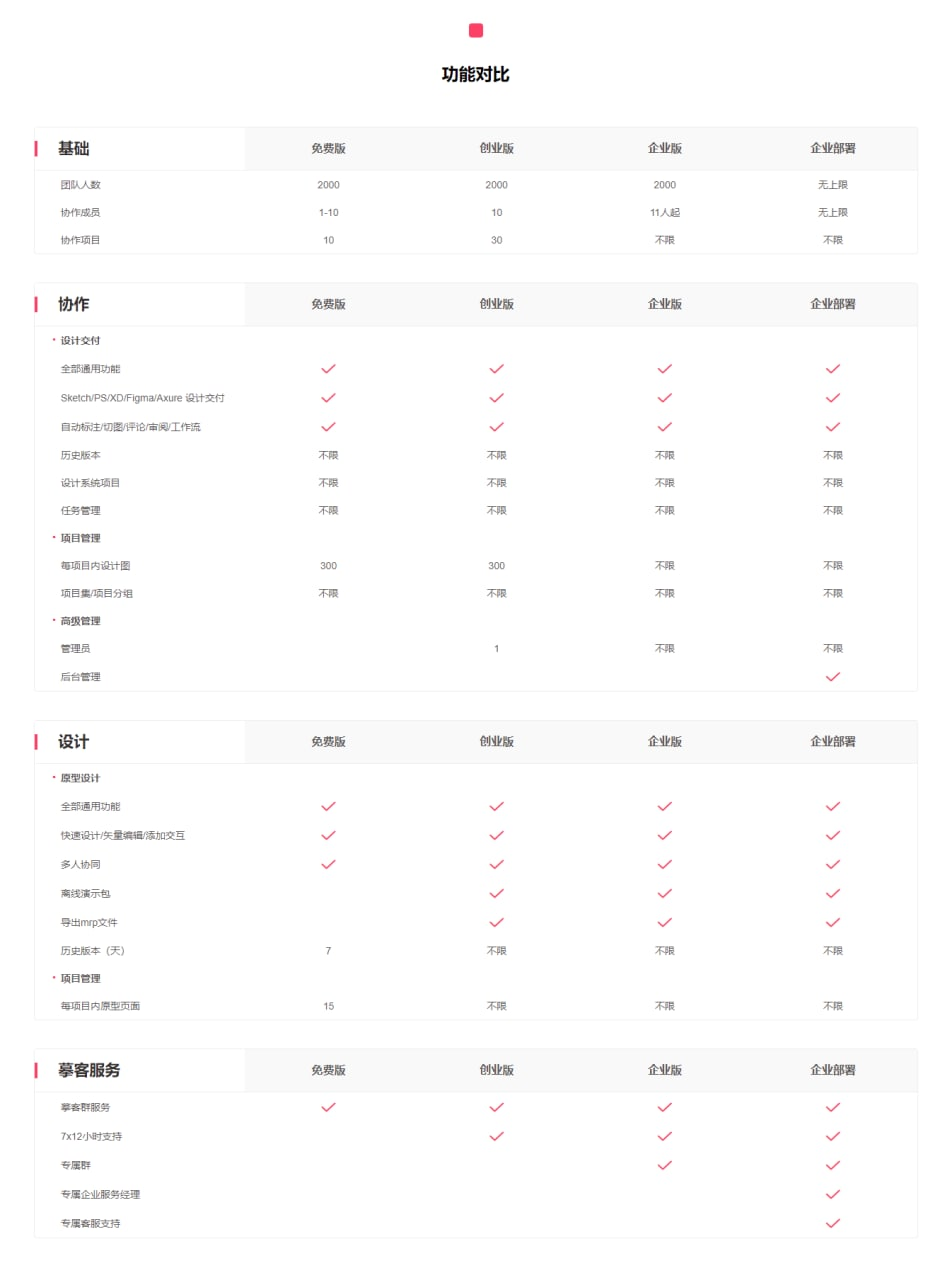 功能对比
基础 免费版 创业版 企业版 企业部署
团队人数 2000 2000 2000 无上限
协作成员 1-10 10 11人起 无上限
协作项目 10 30 不限 不限
协作 免费版 创业版 企业版 企业部署
设计交付
全部通用功能
Sketch/PS/XD/Figma/Axure 设计交付
自动标注/切图/评论/审阅/工作流
历史版本 不限 不限 不限 不限
设计系统项目 不限 不限 不限 不限
任务管理 不限 不限 不限 不限
项目管理
每项目内设计图 300 300 不限 不限
项目集/项目分组 不限 不限 不限 不限
高级管理
管理员 1 不限 不限
后台管理
设计 免费版 创业版 企业版 企业部署
原型设计
全部通用功能
快速设计/矢量编辑/添加交互
多人协同
离线演示包
导出mrp文件
历史版本（天） 7 不限 不限 不限
项目管理
每项目内原型页面 15 不限 不限 不限
摹客服务 免费版 创业版 企业版 企业部署
摹客群服务
7x12小时支持
专属群
专属企业服务经理
专属客服支持